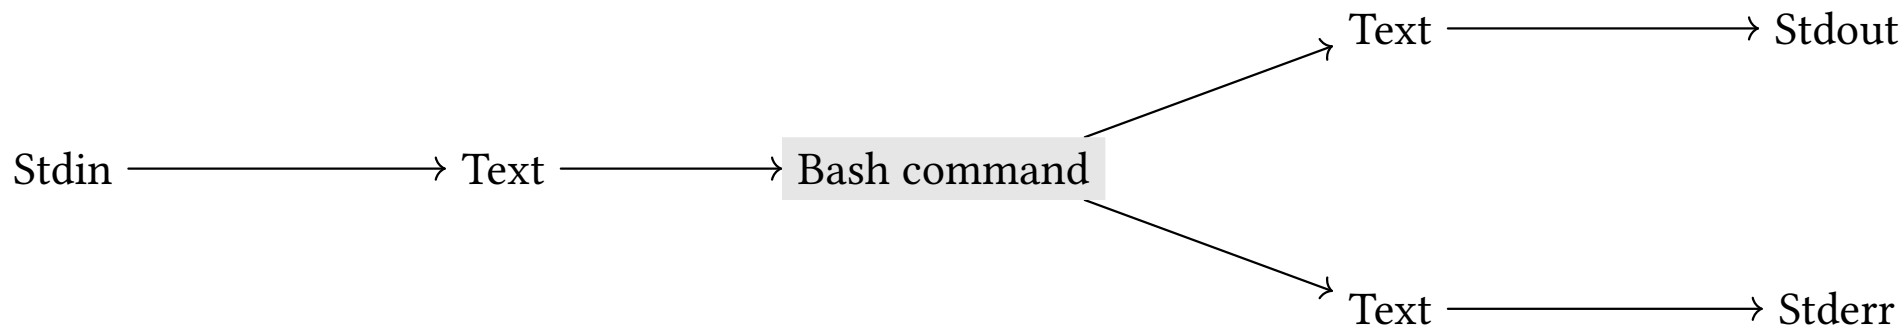 Text
Stdout
Stdin
Text
Bash command
Text
Stderr